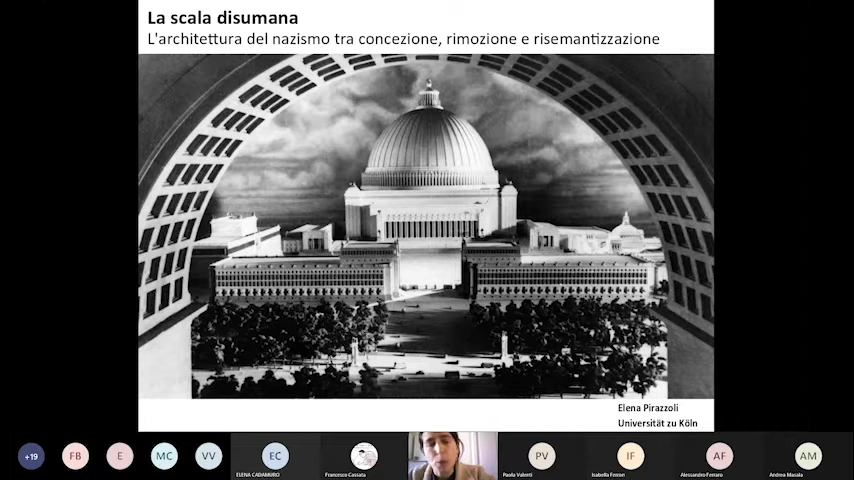 La scala disumana
L'architettura del nazismo tra concezione, rimozione e risemantizzazione
Elena Pirazzoli
Universität zu Köln
+19
FB
E
MC
VV
EC
PV
IF
AF
AM
ELENA CADAMURO
Francesco Cassata
Paola Valenti
Isabella Ferrari
Alessandro Ferraro
Andrea Masala